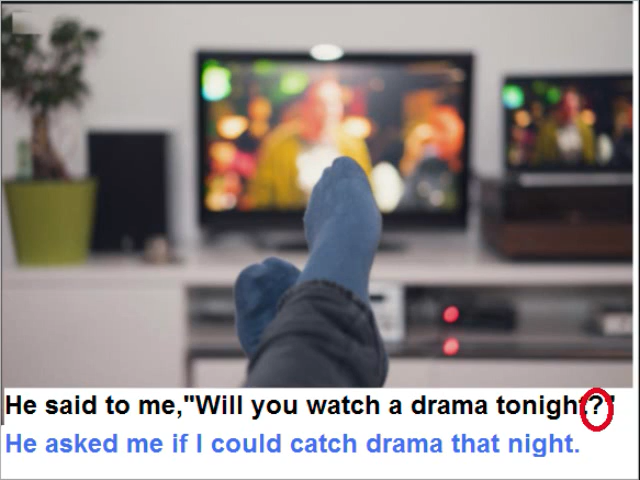 He said to me,"Will you watch a drama tonight?"
He asked me if I could catch drama that night.